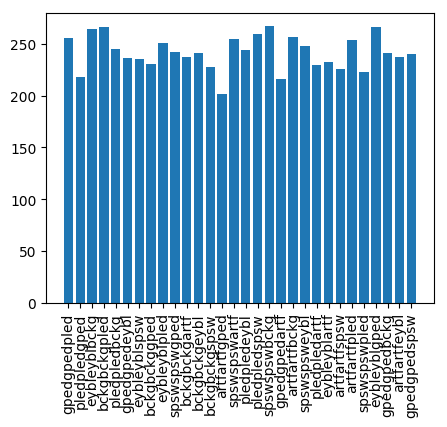 250
200
150
100
50
0
gpedgpedpled
pledpledgped
eybleyblbckg
bckgbckgpled
pledpledbckg
gpedgpedeybl
eybleyblspsw
bckgbckggped
eybleyblpled
spswspswgped
bckgbckgartf
bckgbckgeybl
bckgbckgspsw
artfartfgped
spswspswartf
pledpledeybl
pledpledspsw
spswspswbckg
gpedgpedartf
artfartfbckg
spswspsweybl
pledpledartf
eybleyblartf
artfartfspsw
artfartfpled
spswspswpled
eybleyblgped
gpedgpedbckg
artfartfeybl
gpedgpedspsw